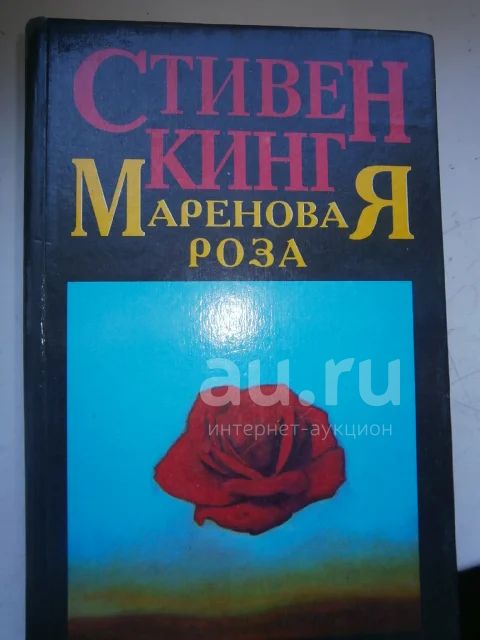 СТИВЕН
КИНГ
МАРЕНОВАЯ
РОЗА
au.ru
интернет-аукцион